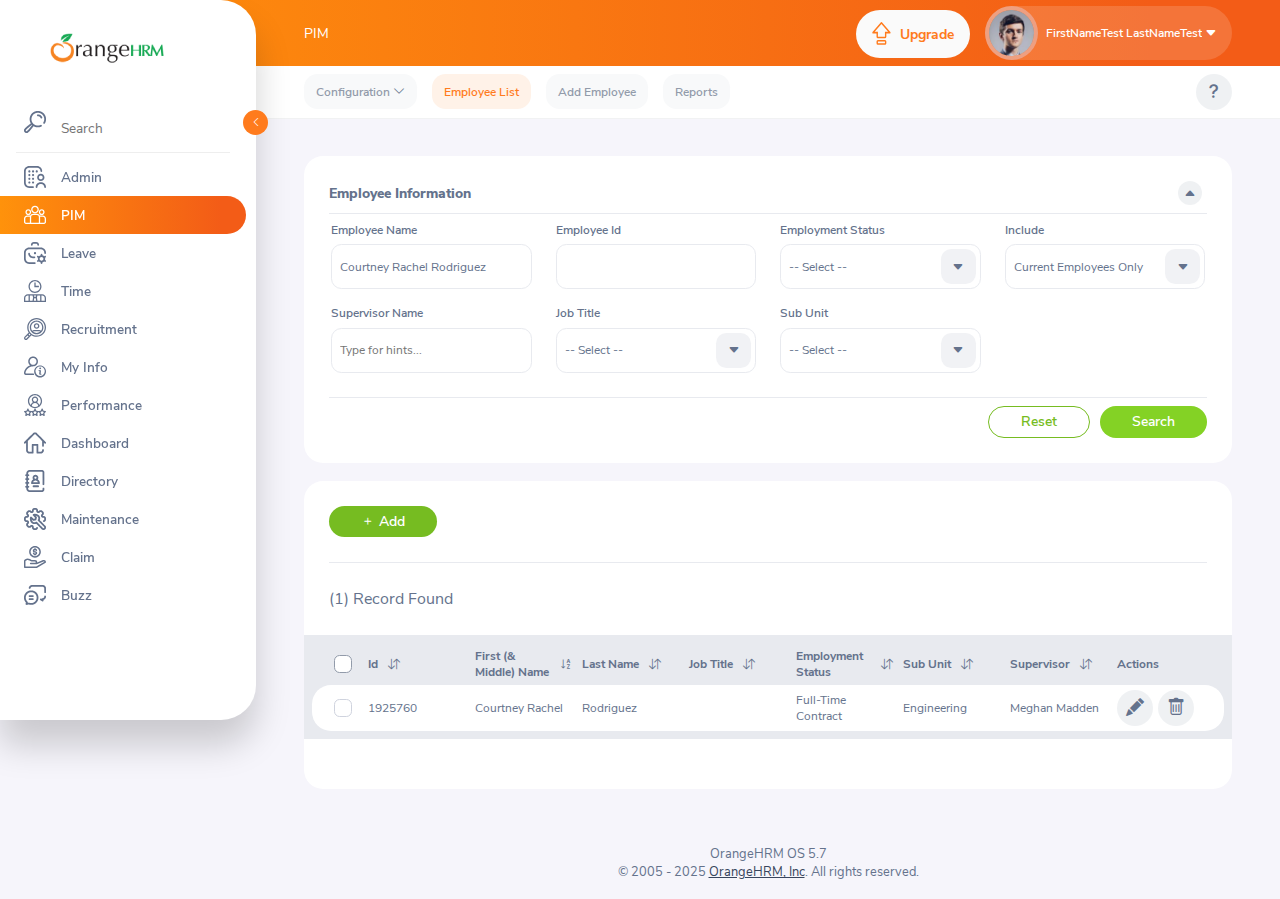 OrangeHRM
PIM
Upgrade
FirstNameTest LastNameTest
Configuration
Employee List
Add Employee
Reports
?
Search
Admin
PIM
Leave
Time
Recruitment
My Info
Performance
Dashboard
Directory
Maintenance
Claim
Buzz
Employee Information
Employee Name
Employee Id
Employment Status
Include
Courtney Rachel Rodriguez
-- Select --
Current Employees Only
Supervisor Name
Job Title
Sub Unit
Type for hints...
-- Select --
-- Select --
Reset
Search
+ Add
(1) Record Found
Id
First (& Middle) Name
Last Name
Job Title
Employment Status
Sub Unit
Supervisor
Actions
1925760
Courtney Rachel
Rodriguez
Full-Time Contract
Engineering
Meghan Madden
OrangeHRM OS 5.7
© 2005 - 2025 OrangeHRM, Inc. All rights reserved.